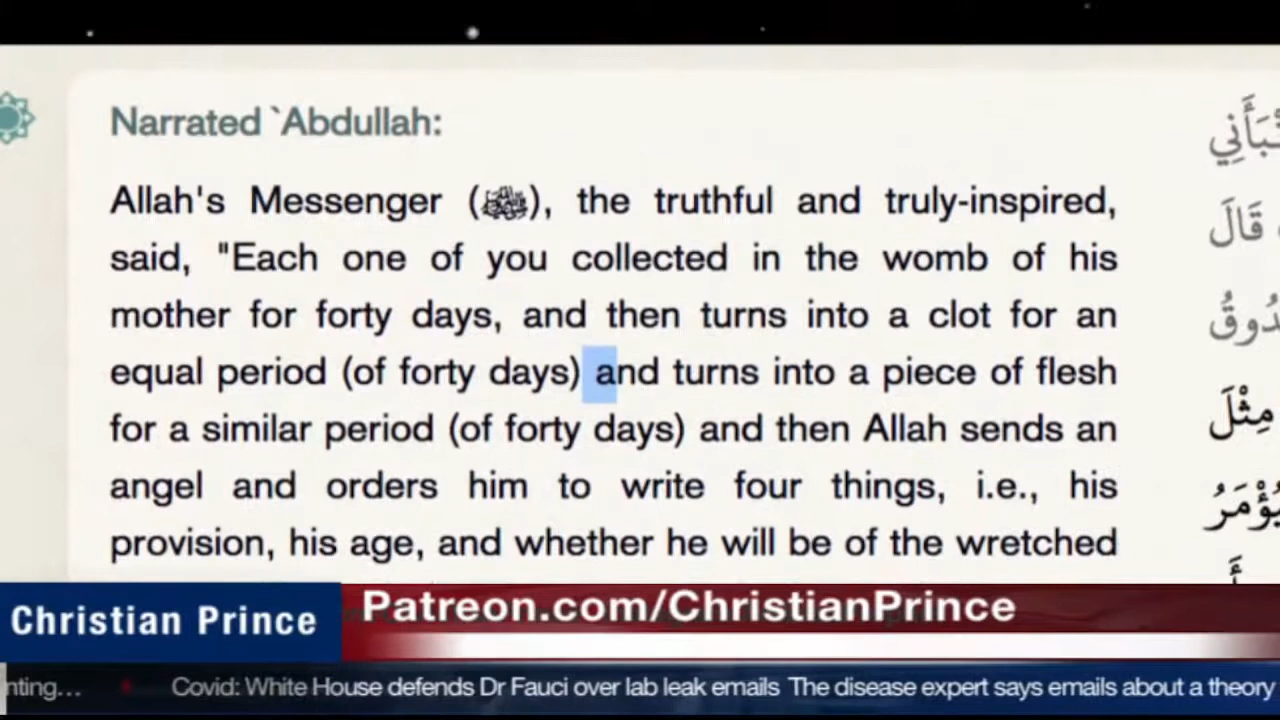 Narrated `Abdullah:
Allah's Messenger (ﷺ), the truthful and truly-inspired,
said, "Each one of you collected in the womb of his
mother for forty days, and then turns into a clot for an
equal period (of forty days) and turns into a piece of flesh
for a similar period (of forty days) and then Allah sends an
angel and orders him to write four things, i.e., his
provision, his age, and whether he will be of the wretched
قَالَ
مِثْلَ
Christian Prince
Patreon.com/ChristianPrince
nting... Covid: White House defends Dr Fauci over lab leak emails The disease expert says emails about a theory